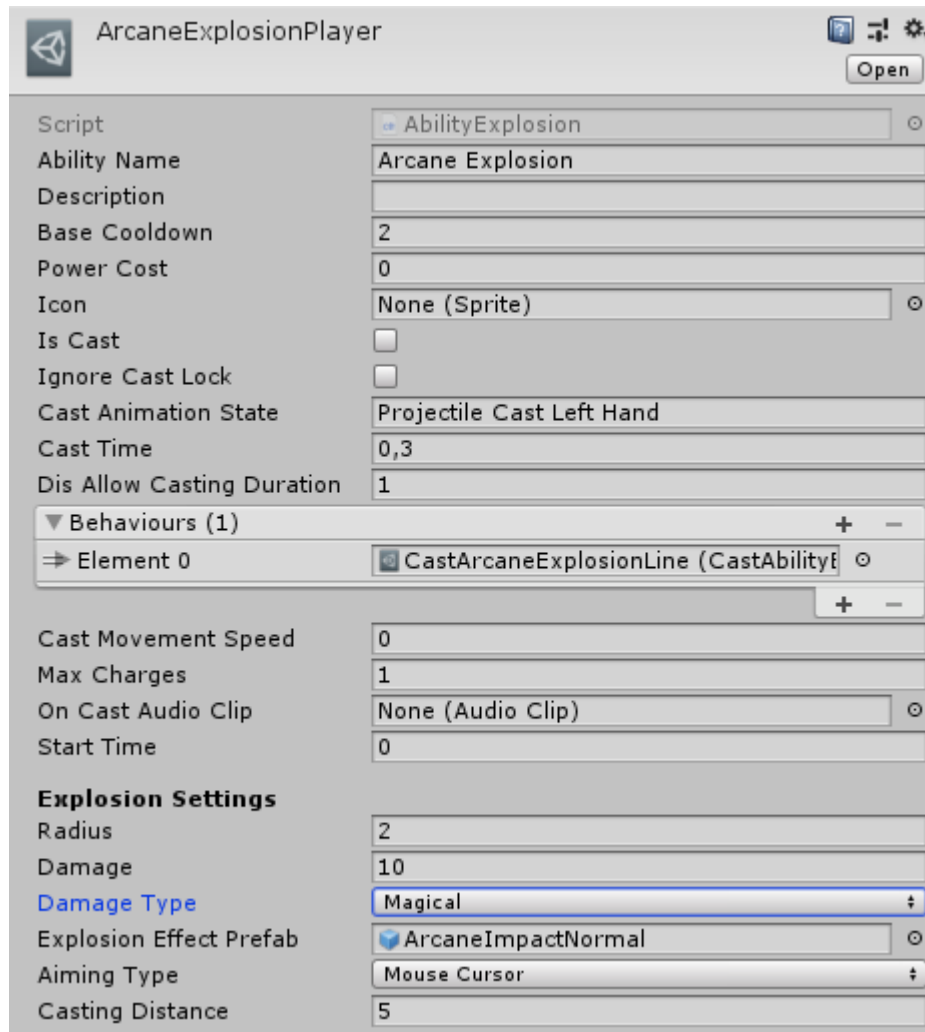 ArcaneExplosionPlayer
Open
Script AbilityExplosion
Ability Name Arcane Explosion
Description
Base Cooldown 2
Power Cost 0
Icon None (Sprite)
Is Cast
Ignore Cast Lock
Cast Animation State Projectile Cast Left Hand
Cast Time 0,3
Dis Allow Casting Duration 1
Behaviours (1) + −
Element 0 CastArcaneExplosionLine (CastAbilityE
+ −
Cast Movement Speed 0
Max Charges 1
On Cast Audio Clip None (Audio Clip)
Start Time 0
Explosion Settings
Radius 2
Damage 10
Damage Type Magical
Explosion Effect Prefab ArcaneImpactNormal
Aiming Type Mouse Cursor
Casting Distance 5